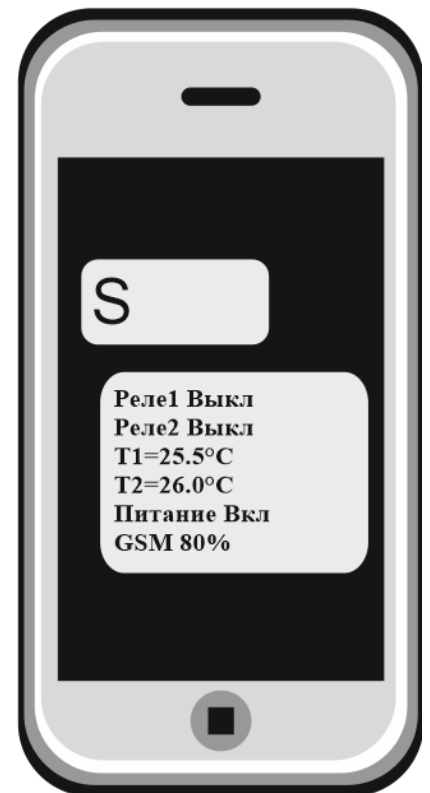 S
Реле1 Выкл
Реле2 Выкл
T1=25.5°C
T2=26.0°C
Питание Вкл
GSM 80%